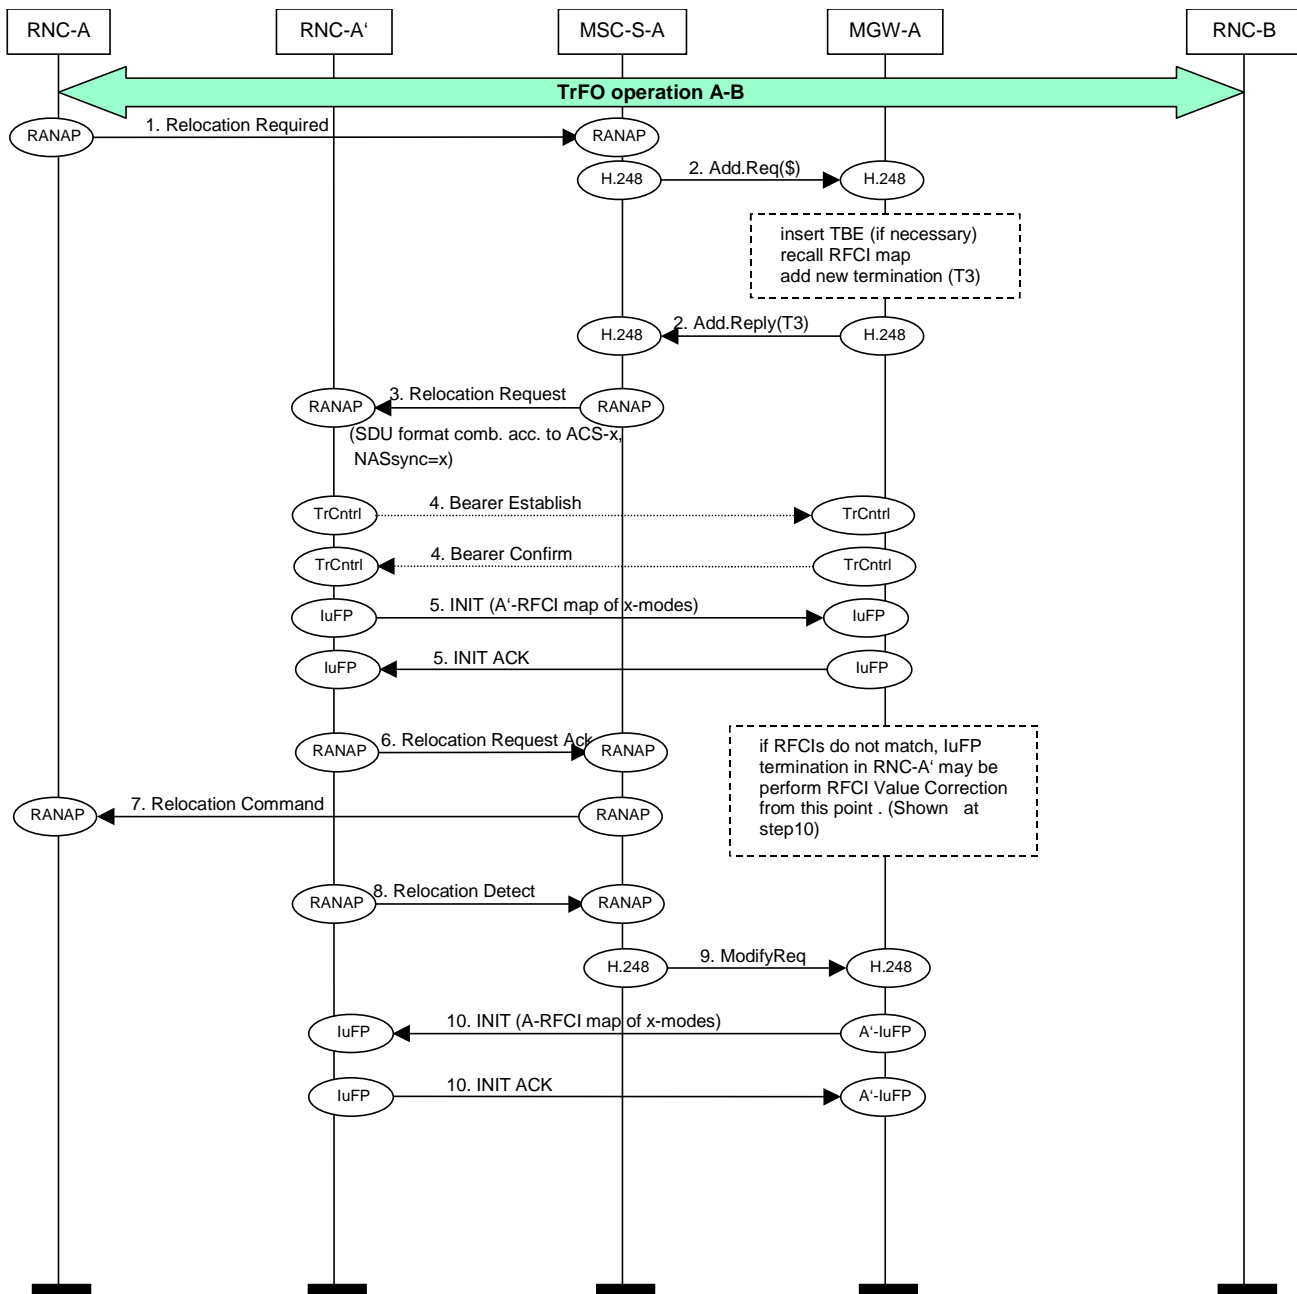 RNC-A
RNC-A‘
MSC-S-A
MGW-A
RNC-B
TrFO operation A-B
1. Relocation Required
RANAP
RANAP
2. Add.Req($)
H.248
H.248
insert TBE (if necessary)
recall RFCI map
add new termination (T3)
2. Add.Reply(T3)
H.248
H.248
3. Relocation Request
RANAP
RANAP
(SDU format comb. acc. to ACS-x,
NASsync=x)
4. Bearer Establish
TrCntrl
TrCntrl
4. Bearer Confirm
TrCntrl
TrCntrl
5. INIT (A‘-RFCI map of x-modes)
IuFP
IuFP
5. INIT ACK
IuFP
IuFP
6. Relocation Request Ack
RANAP
RANAP
if RFCIs do not match, IuFP
termination in RNC-A‘ may be
perform RFCI Value Correction
from this point . (Shown at
step10)
7. Relocation Command
RANAP
RANAP
8. Relocation Detect
RANAP
RANAP
9. ModifyReq
H.248
H.248
10. INIT (A-RFCI map of x-modes)
IuFP
A‘-IuFP
10. INIT ACK
IuFP
A‘-IuFP